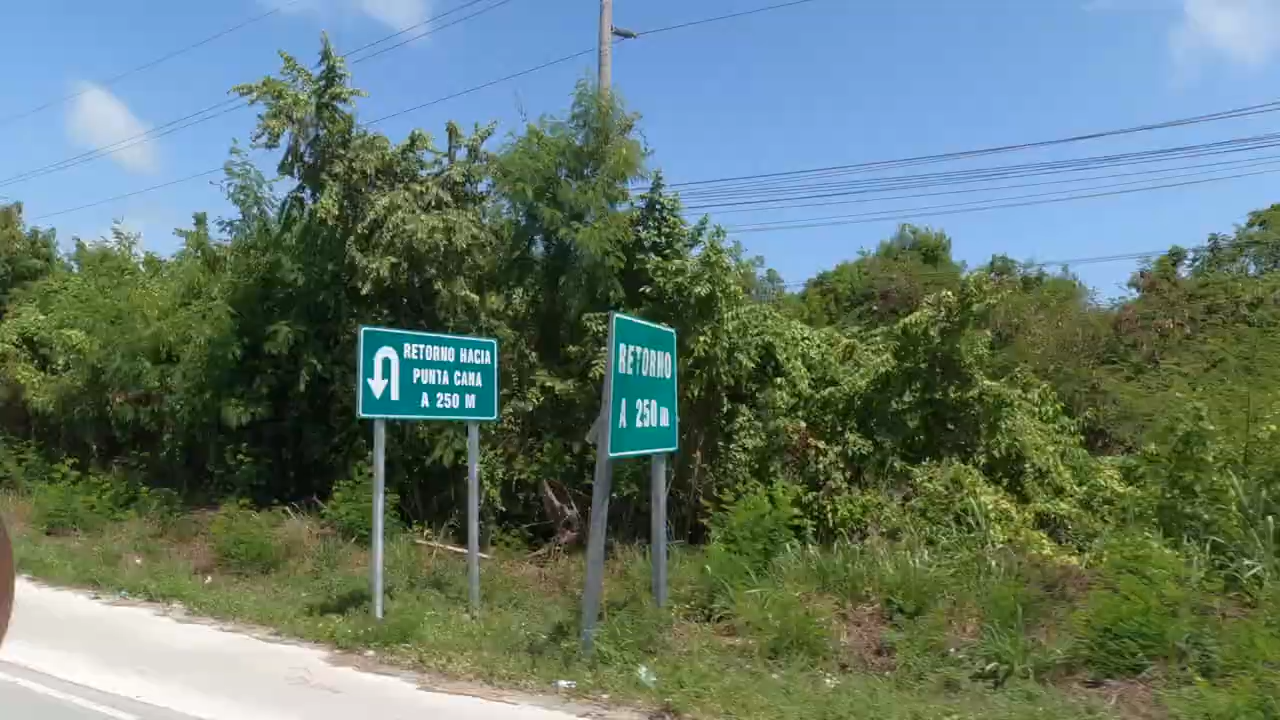 RETORNO HACIA
PUNTA CANA
A 250 M
RETORNO
A 250 m